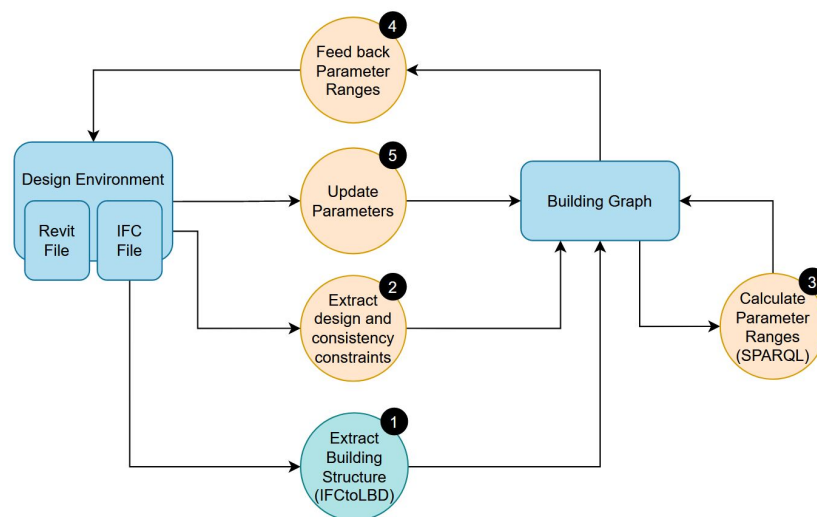 4
Feed back
Parameter
Ranges
Design Environment
Revit
File
IFC
File
5
Update
Parameters
Building Graph
2
Extract
design and
consistency
constraints
3
Calculate
Parameter
Ranges
(SPARQL)
1
Extract
Building
Structure
(IFCtoLBD)